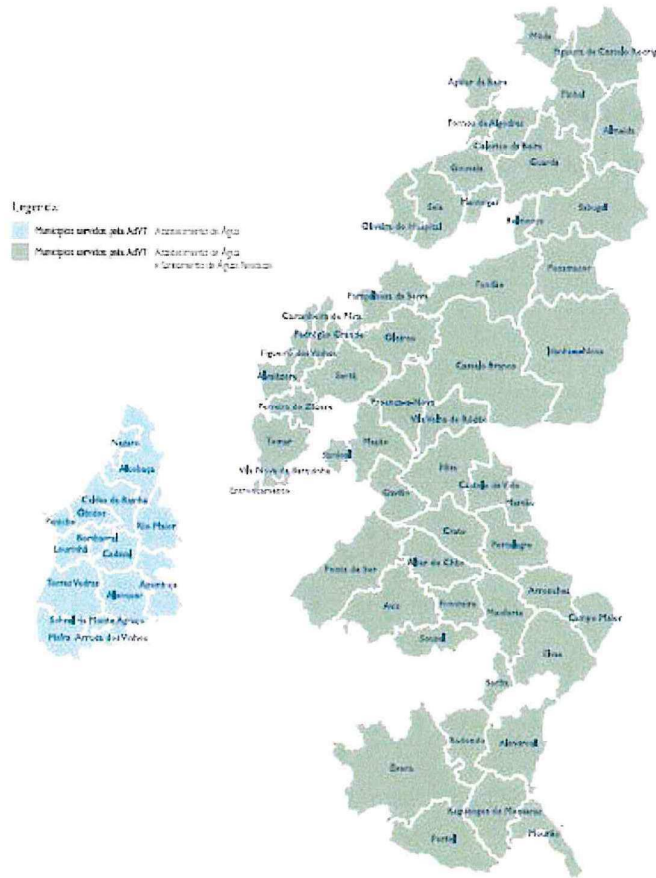 Mêda
Figueira de Castelo Rodrigo
Aguiar da Beira
Pinhel
Fornos de Algodres
Almeida
Celorico da Beira
Guarda
Gouveia
Legenda
Manteigas
Seia
Sabugal
Municípios servidos pela AdVT Abastecimento de Água
Belmonte
Oliveira do Hospital
Municípios servidos pela AdVT Abastecimento de Água
e Saneamento de Águas Residuais
Penamacor
Fundão
Pampilhosa da Serra
Castanheira de Pera
Pedrógão Grande
Oleiros
Idanha-a-Nova
Figueiró dos Vinhos
Castelo Branco
Alvaiázere
Sertã
Proença-a-Nova
Ferreira do Zêzere
Vila Velha de Ródão
Tomar
Mação
Nazaré
Sardoal
Alcobaça
Vila Nova da Barquinha
Nisa
Castelo de Vide
Entroncamento
Caldas da Rainha
Gavião
Marvão
Óbidos
Peniche
Rio Maior
Bombarral
Crato
Lourinhã
Cadaval
Portalegre
Alter do Chão
Ponte de Sor
Torres Vedras
Azambuja
Arronches
Alenquer
Avis
Fronteira
Monforte
Campo Maior
Sobral de Monte Agraço
Mafra Arruda dos Vinhos
Sousel
Elvas
Borba
Redondo
Alandroal
Évora
Reguengos de Monsaraz
Mourão
Portel